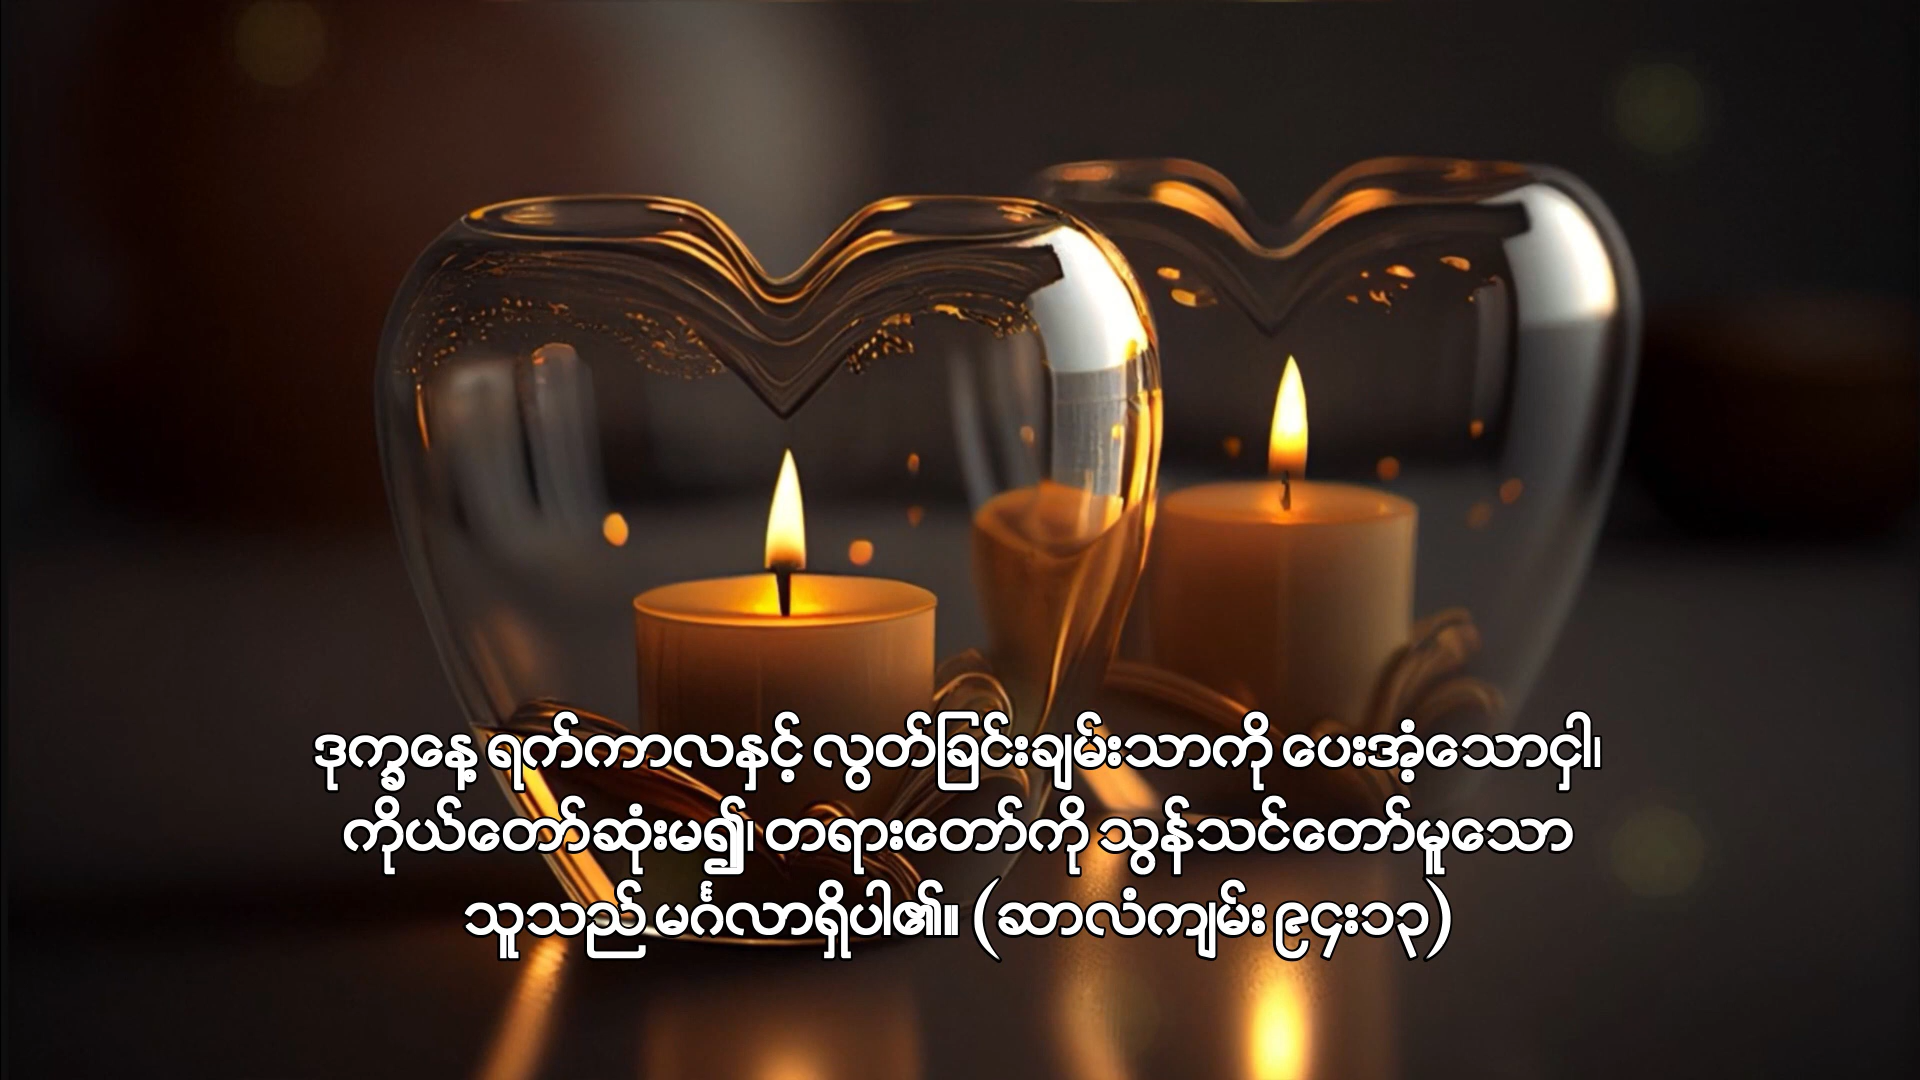 ဒုက္ခနေ့ ရက်ကာလနှင့် လွတ်ခြင်းချမ်းသာကို ပေးအံ့သောငှါ၊
ကိုယ်တော်ဆုံးမ၍၊ တရားတော်ကို သွန်သင်တော်မူသော
သူသည် မင်္ဂလာရှိပါ၏။ (ဆာလံကျမ်း ၉၄း၁၃)